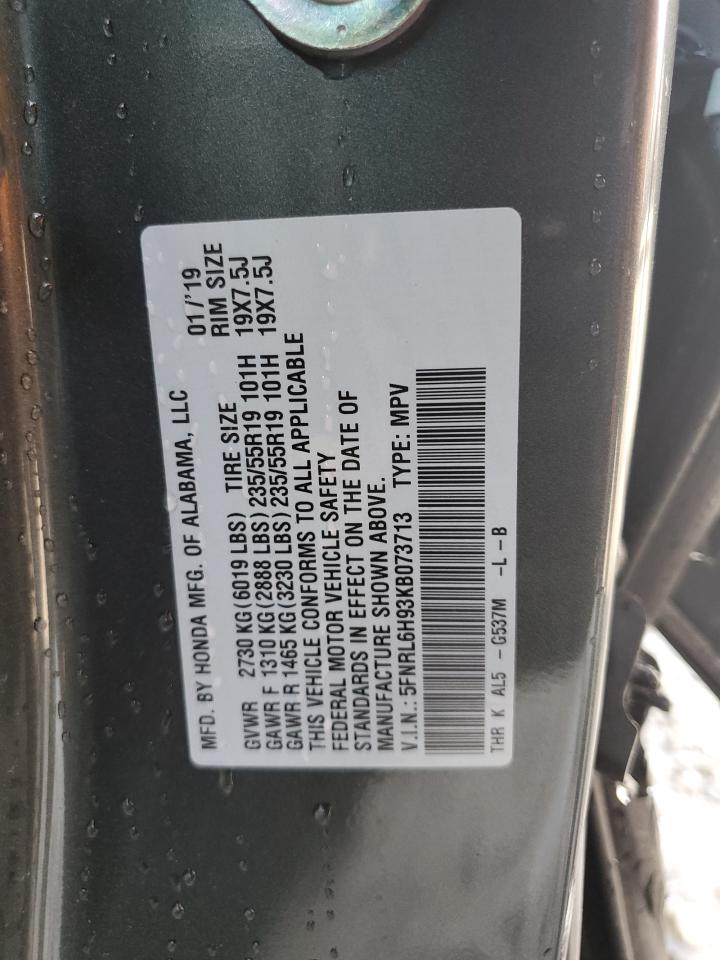 MFD. BY HONDA MFG. OF ALABAMA, LLC 01/'19
GVWR 2730 KG(6019 LBS) TIRE SIZE RIM SIZE
GAWR F 1310 KG(2888 LBS) 235/55R19 101H 19X7.5J
GAWR R 1465 KG(3230 LBS) 235/55R19 101H 19X7.5J
THIS VEHICLE CONFORMS TO ALL APPLICABLE
FEDERAL MOTOR VEHICLE SAFETY
STANDARDS IN EFFECT ON THE DATE OF
MANUFACTURE SHOWN ABOVE.
V.I.N.: 5FNRL6H93KB073713 TYPE: MPV
THR K AL5 - G537M -L-B